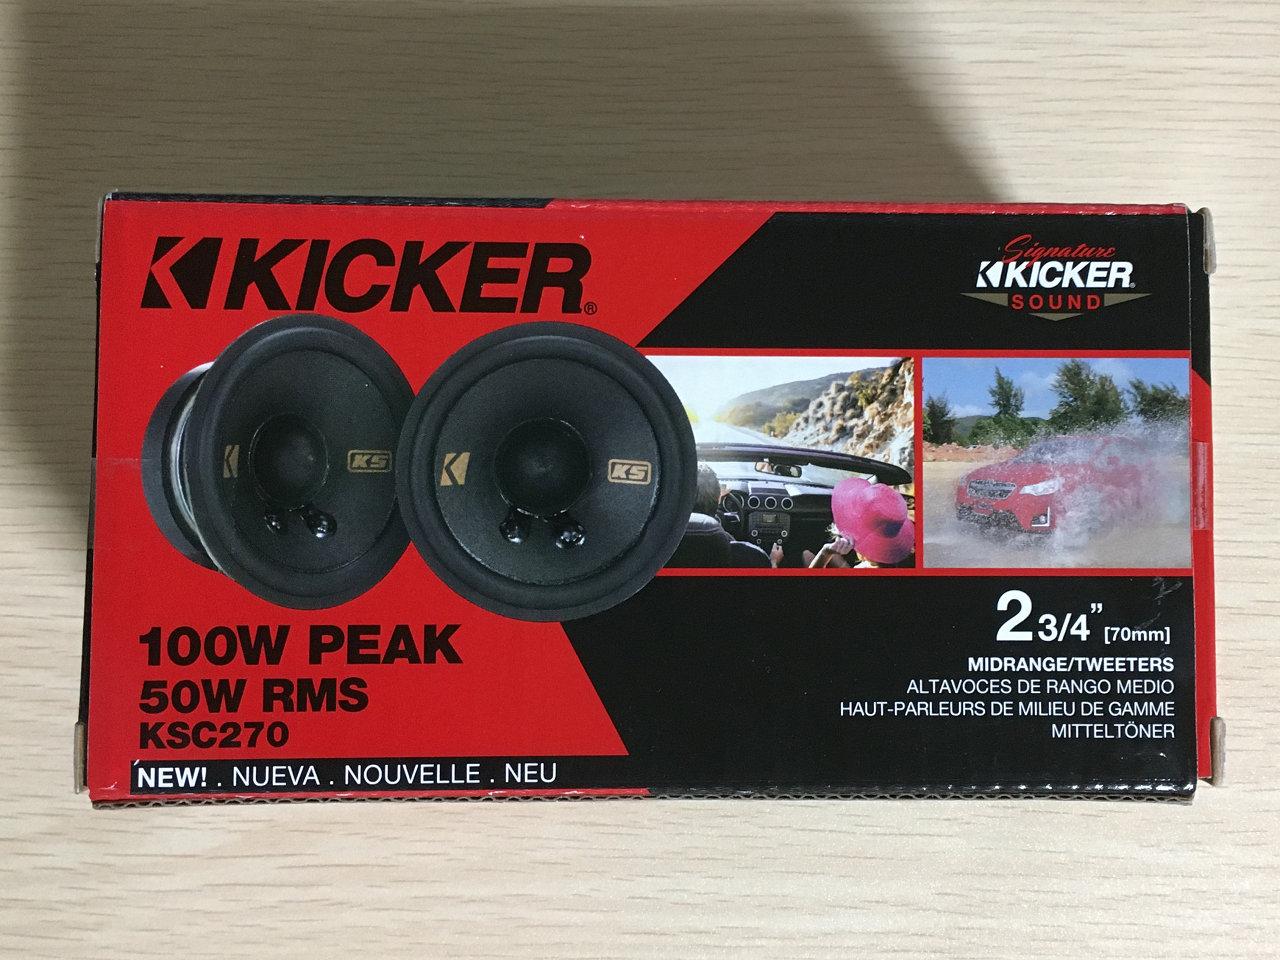 KICKER®
Signature
KICKER®
SOUND
KS
KS
100W PEAK
50W RMS
KSC270
NEW! . NUEVA . NOUVELLE . NEU
2 3/4" [70mm]
MIDRANGE/TWEETERS
ALTAVOCES DE RANGO MEDIO
HAUT-PARLEURS DE MILIEU DE GAMME
MITTELTÖNER